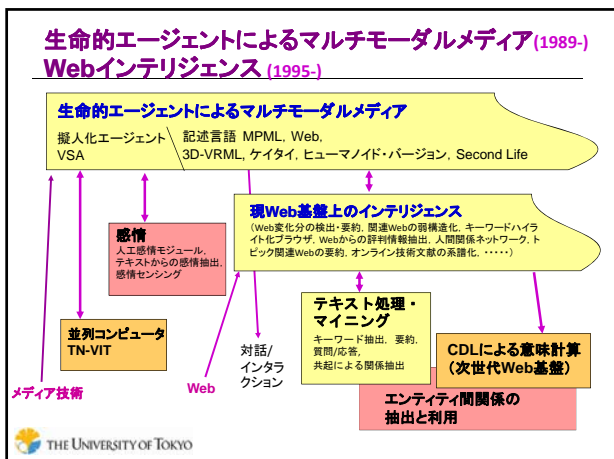 生命的エージェントによるマルチモーダルメディア(1989-)
Webインテリジェンス (1995-)
生命的エージェントによるマルチモーダルメディア
擬人化エージェント
VSA
記述言語 MPML, Web,
3D-VRML, ケイタイ, ヒューマノイド・バージョン, Second Life
現Web基盤上のインテリジェンス
(Web変化分の検出・要約, 関連Webの弱構造化, キーワードハイラ
イト化ブラウザ, Webからの評判情報抽出, 人間関係ネットワーク, ト
ピック関連Webの要約, オンライン技術文献の系譜化, ・・・・・)
感情
人工感情モジュール,
テキストからの感情抽出,
感情センシング
テキスト処理・
マイニング
キーワード抽出, 要約,
質問/応答,
共起による関係抽出
並列コンピュータ
TN-VIT
対話/
インタラ
クション
CDLによる意味計算
(次世代Web基盤)
メディア技術
Web
エンティティ間関係の
抽出と利用
THE UNIVERSITY OF TOKYO